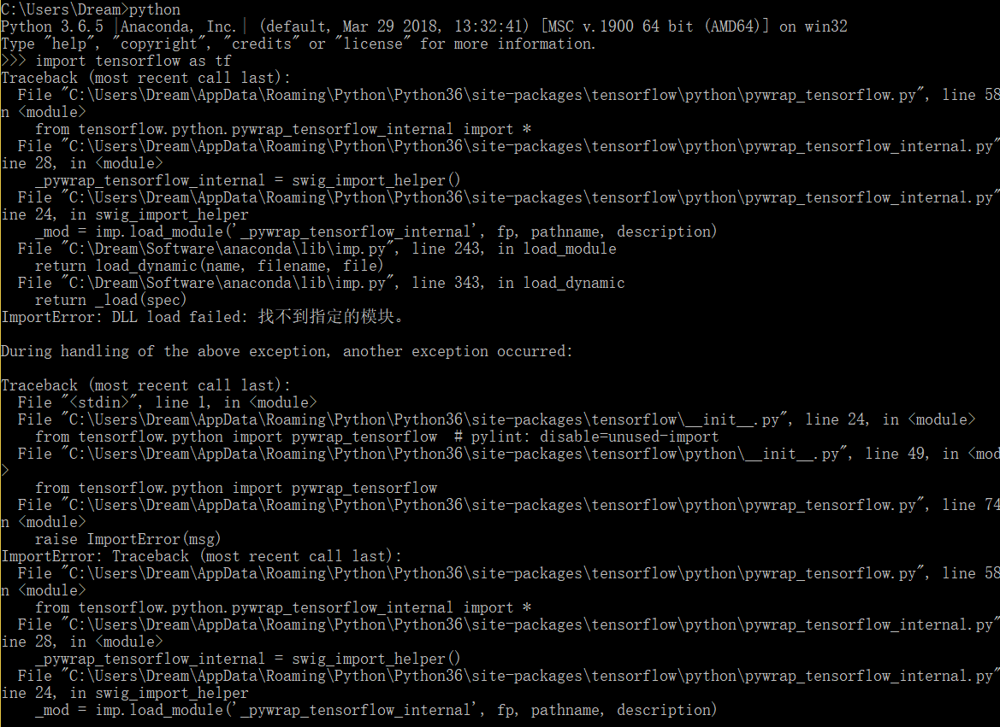 C:\Users\Dream>python
Python 3.6.5 |Anaconda, Inc.| (default, Mar 29 2018, 13:32:41) [MSC v.1900 64 bit (AMD64)] on win32
Type "help", "copyright", "credits" or "license" for more information.
>>> import tensorflow as tf
Traceback (most recent call last):
  File "C:\Users\Dream\AppData\Roaming\Python\Python36\site-packages\tensorflow\python\pywrap_tensorflow.py", line 58
n <module>
    from tensorflow.python.pywrap_tensorflow_internal import *
  File "C:\Users\Dream\AppData\Roaming\Python\Python36\site-packages\tensorflow\python\pywrap_tensorflow_internal.py"
ine 28, in <module>
    _pywrap_tensorflow_internal = swig_import_helper()
  File "C:\Users\Dream\AppData\Roaming\Python\Python36\site-packages\tensorflow\python\pywrap_tensorflow_internal.py"
ine 24, in swig_import_helper
    _mod = imp.load_module('_pywrap_tensorflow_internal', fp, pathname, description)
  File "C:\Dream\Software\anaconda\lib\imp.py", line 243, in load_module
    return load_dynamic(name, filename, file)
  File "C:\Dream\Software\anaconda\lib\imp.py", line 343, in load_dynamic
    return _load(spec)
ImportError: DLL load failed: 找不到指定的模块。

During handling of the above exception, another exception occurred:

Traceback (most recent call last):
  File "<stdin>", line 1, in <module>
  File "C:\Users\Dream\AppData\Roaming\Python\Python36\site-packages\tensorflow\__init__.py", line 24, in <module>
    from tensorflow.python import pywrap_tensorflow  # pylint: disable=unused-import
  File "C:\Users\Dream\AppData\Roaming\Python\Python36\site-packages\tensorflow\python\__init__.py", line 49, in <mod
>
    from tensorflow.python import pywrap_tensorflow
  File "C:\Users\Dream\AppData\Roaming\Python\Python36\site-packages\tensorflow\python\pywrap_tensorflow.py", line 74
n <module>
    raise ImportError(msg)
ImportError: Traceback (most recent call last):
  File "C:\Users\Dream\AppData\Roaming\Python\Python36\site-packages\tensorflow\python\pywrap_tensorflow.py", line 58
n <module>
    from tensorflow.python.pywrap_tensorflow_internal import *
  File "C:\Users\Dream\AppData\Roaming\Python\Python36\site-packages\tensorflow\python\pywrap_tensorflow_internal.py"
ine 28, in <module>
    _pywrap_tensorflow_internal = swig_import_helper()
  File "C:\Users\Dream\AppData\Roaming\Python\Python36\site-packages\tensorflow\python\pywrap_tensorflow_internal.py"
ine 24, in swig_import_helper
    _mod = imp.load_module('_pywrap_tensorflow_internal', fp, pathname, description)